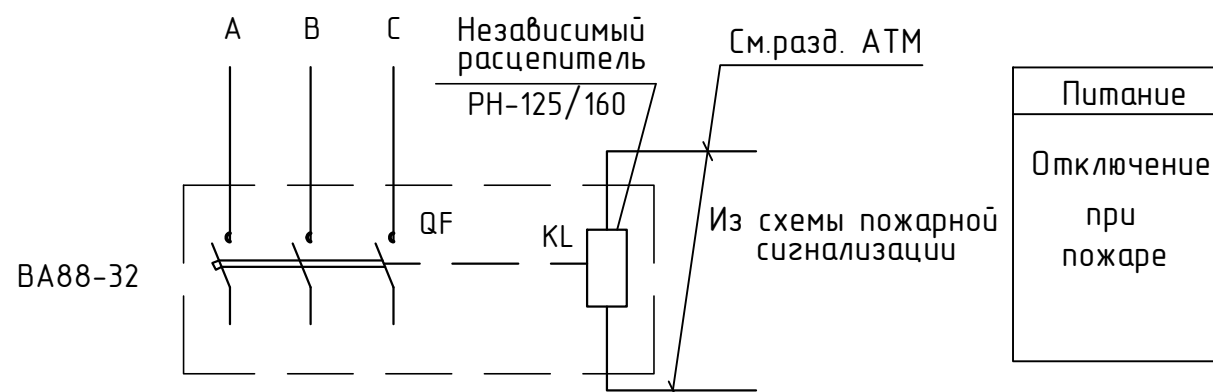 A B C
Независимый
расцепитель
РН-125/160
См.разд. АТМ
Питание
Отключение
при
пожаре
QF
KL
Из схемы пожарной
сигнализации
ВА88-32